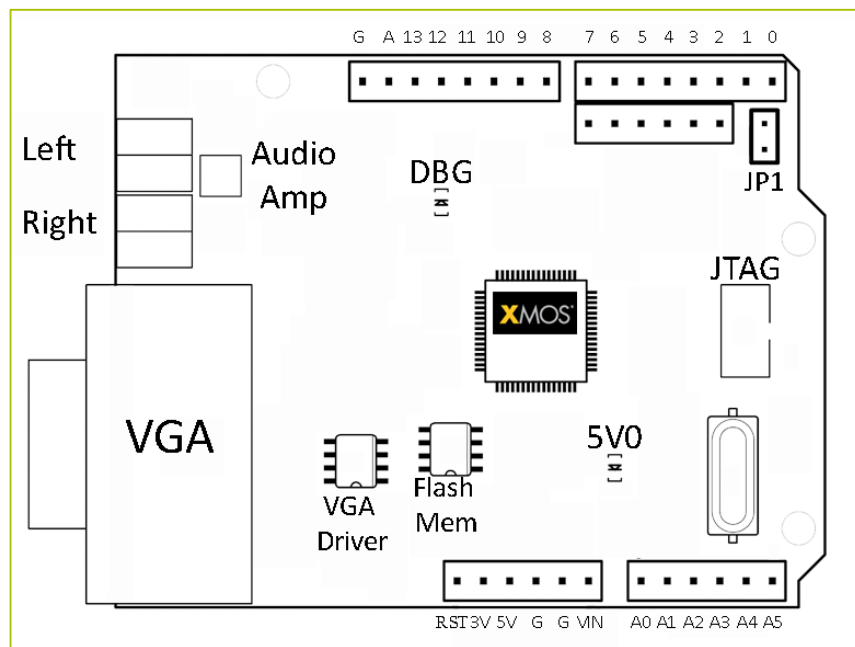 G A 13 12 11 10 9 8 7 6 5 4 3 2 1 0
Left
Audio
Amp
Right
DBG
JP1
JTAG
XMOS
VGA
5V0
VGA
Driver
Flash
Mem
RST 3V 5V G G VIN A0 A1 A2 A3 A4 A5